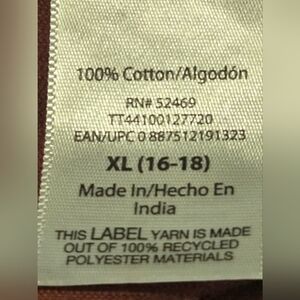 100% Cotton/Algodón
RN# 52469
TT44100127720
EAN/UPC 0 887512191323
XL (16-18)
Made In/Hecho En
India
THIS LABEL YARN IS MADE
OUT OF 100% RECYCLED
POLYESTER MATERIALS